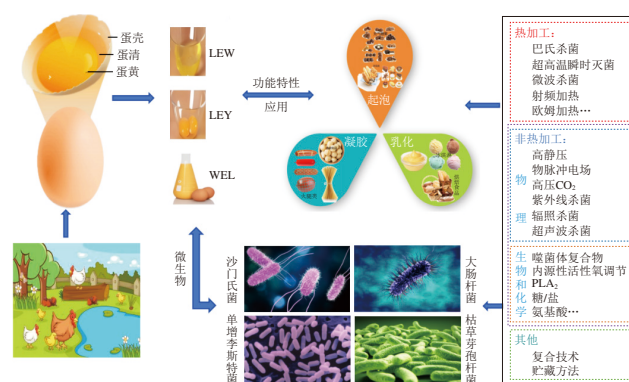 蛋壳
蛋清
蛋黄
LEW
LEY
WEL
功能特性
应用
起泡
凝胶
乳化
微生物
沙门氏菌
大肠杆菌
单增李斯特菌
枯草芽孢杆菌
热加工:
巴氏杀菌
超高温瞬时灭菌
微波杀菌
射频加热
欧姆加热…
非热加工:
物理
高静压
物脉冲电场
高压CO₂
紫外线杀菌
辐照杀菌
超声波杀菌
生物和化学
噬菌体复合物
内源性活性氧调节
PLA₂
糖/盐
氨基酸…
其他
复合技术
贮藏方法